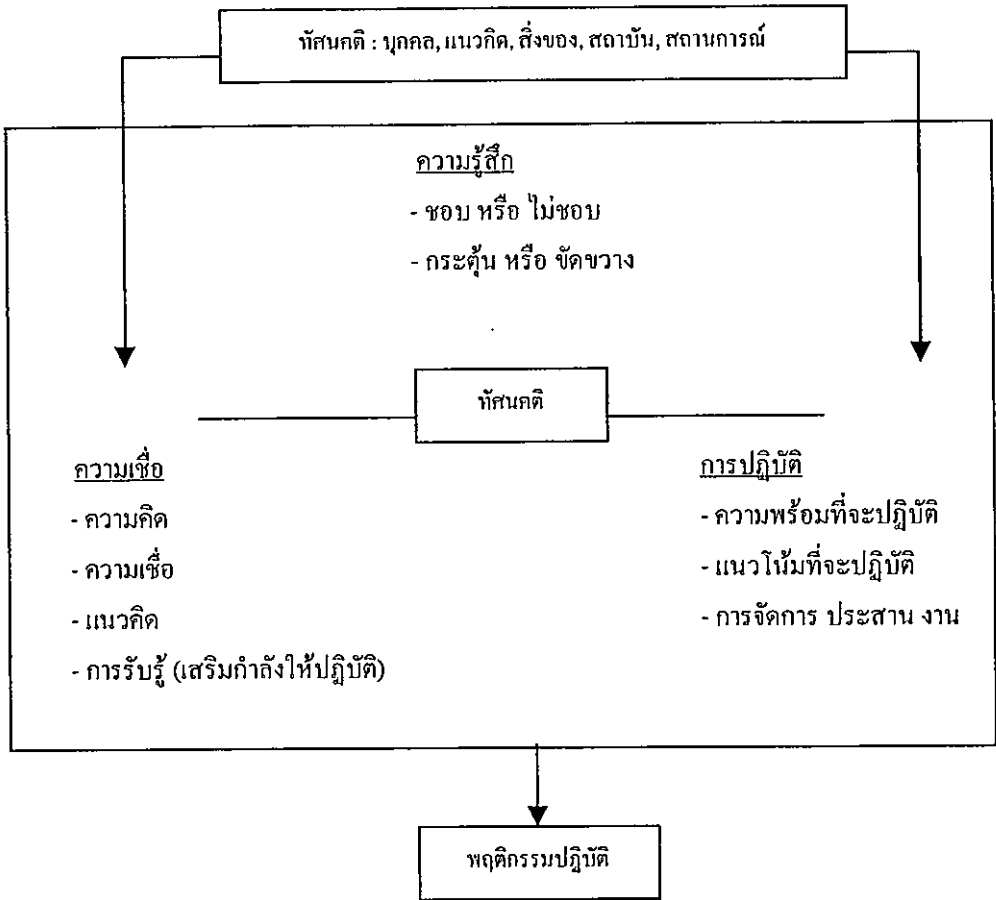 ทัศนคติ : บุคคล, แนวคิด, สิ่งของ, สถาบัน, สถานการณ์
ความรู้สึก
- ชอบ หรือ ไม่ชอบ
- กระตุ้น หรือ ขัดขวาง
ทัศนคติ
ความเชื่อ
- ความคิด
- ความเชื่อ
- แนวคิด
- การรับรู้ (เสริมกำลังให้ปฏิบัติ)
การปฏิบัติ
- ความพร้อมที่จะปฏิบัติ
- แนวโน้มที่จะปฏิบัติ
- การจัดการ ประสาน งาน
พฤติกรรมปฏิบัติ